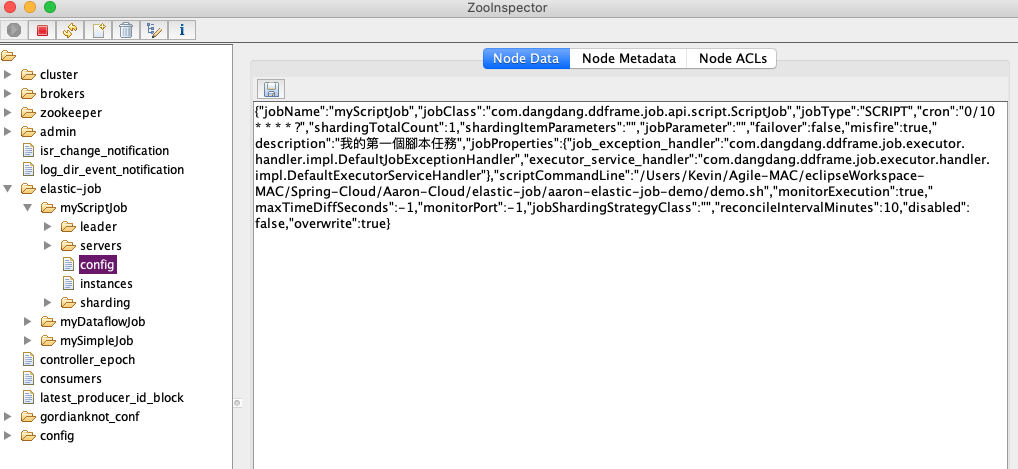 ZooInspector
cluster
brokers
zookeeper
admin
isr_change_notification
log_dir_event_notification
elastic-job
myScriptJob
leader
servers
config
instances
sharding
myDataflowJob
mySimpleJob
controller_epoch
consumers
latest_producer_id_block
gordianknot_conf
config
Node Data Node Metadata Node ACLs
{"jobName":"myScriptJob","jobClass":"com.dangdang.ddframe.job.api.script.ScriptJob","jobType":"SCRIPT","cron":"0/10
* * * * ?","shardingTotalCount":1,"shardingItemParameters":"","jobParameter":"","failover":false,"misfire":true,"
description":"我的第一個腳本任務","jobProperties":{"job_exception_handler":"com.dangdang.ddframe.job.executor.
handler.impl.DefaultJobExceptionHandler","executor_service_handler":"com.dangdang.ddframe.job.executor.handler.
impl.DefaultExecutorServiceHandler"},"scriptCommandLine":"/Users/Kevin/Agile-MAC/eclipseWorkspace-
MAC/Spring-Cloud/Aaron-Cloud/elastic-job/aaron-elastic-job-demo/demo.sh","monitorExecution":true,"
maxTimeDiffSeconds":-1,"monitorPort":-1,"jobShardingStrategyClass":"","reconcileIntervalMinutes":10,"disabled":
false,"overwrite":true}